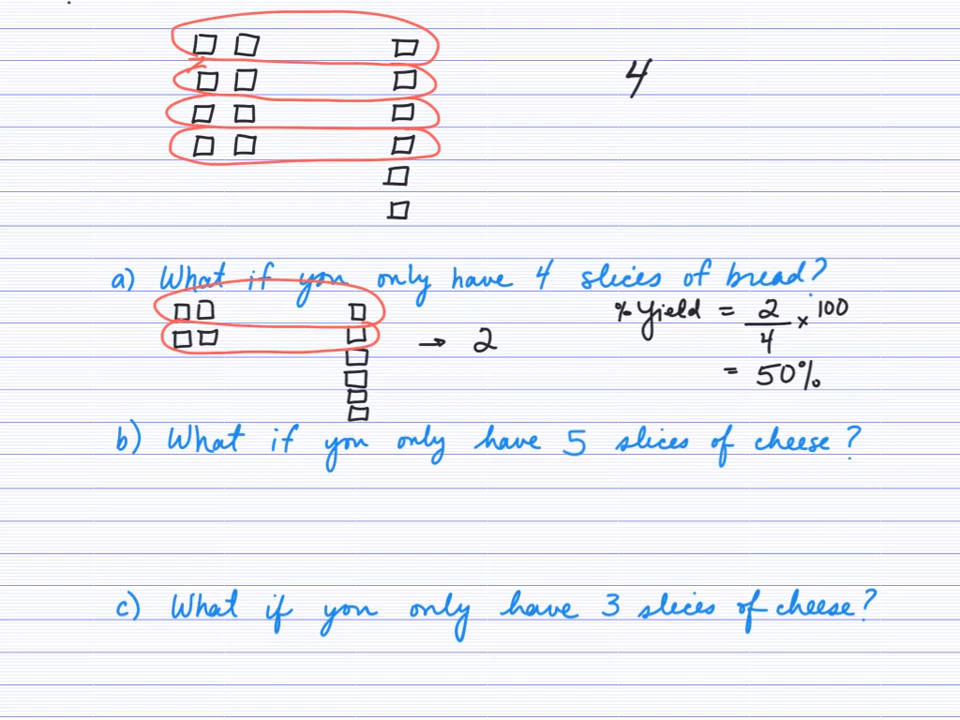 4
a) What if you only have 4 slices of bread?
% Yield = 2/4 × 100
→ 2
= 50%
b) What if you only have 5 slices of cheese?
c) What if you only have 3 slices of cheese?